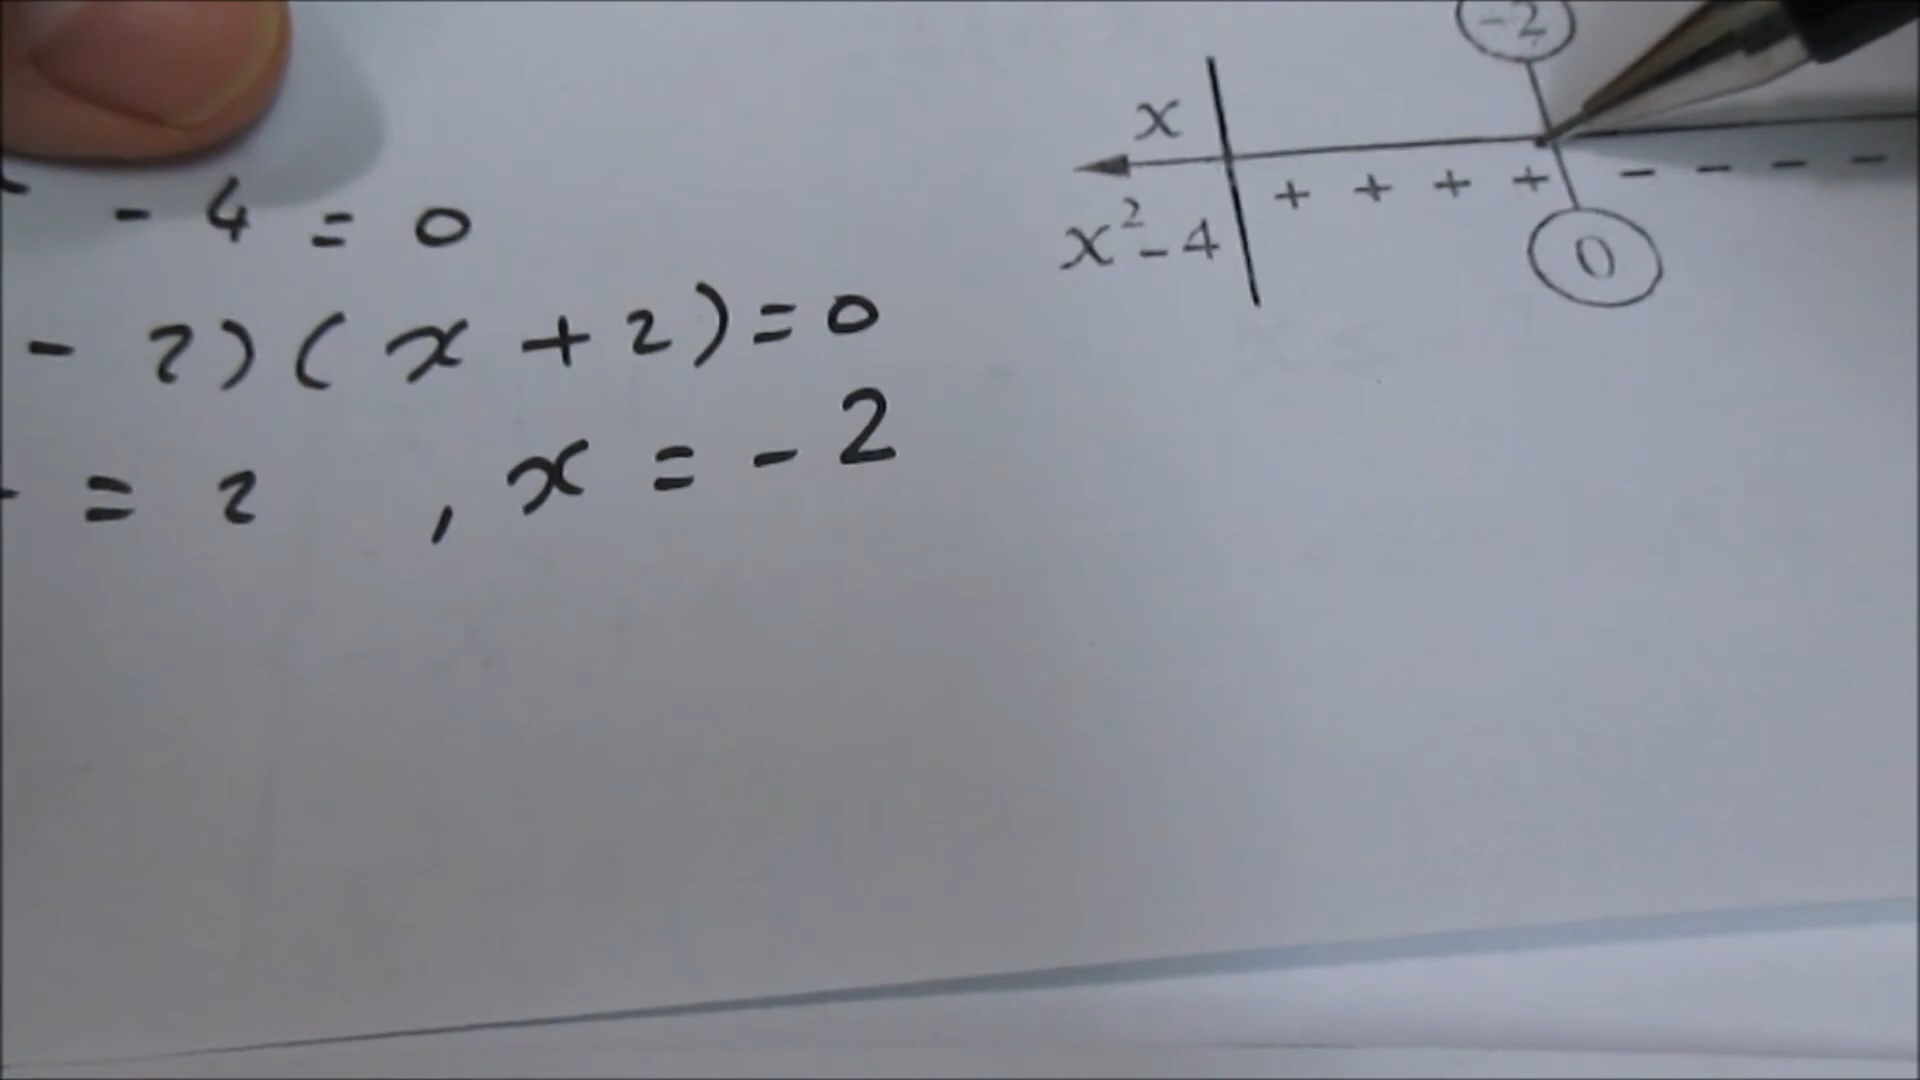 - 4 = 0
- 2)( x + 2) = 0
= 2 , x = - 2
-2
x
+ + + + - - - -
x² - 4
0